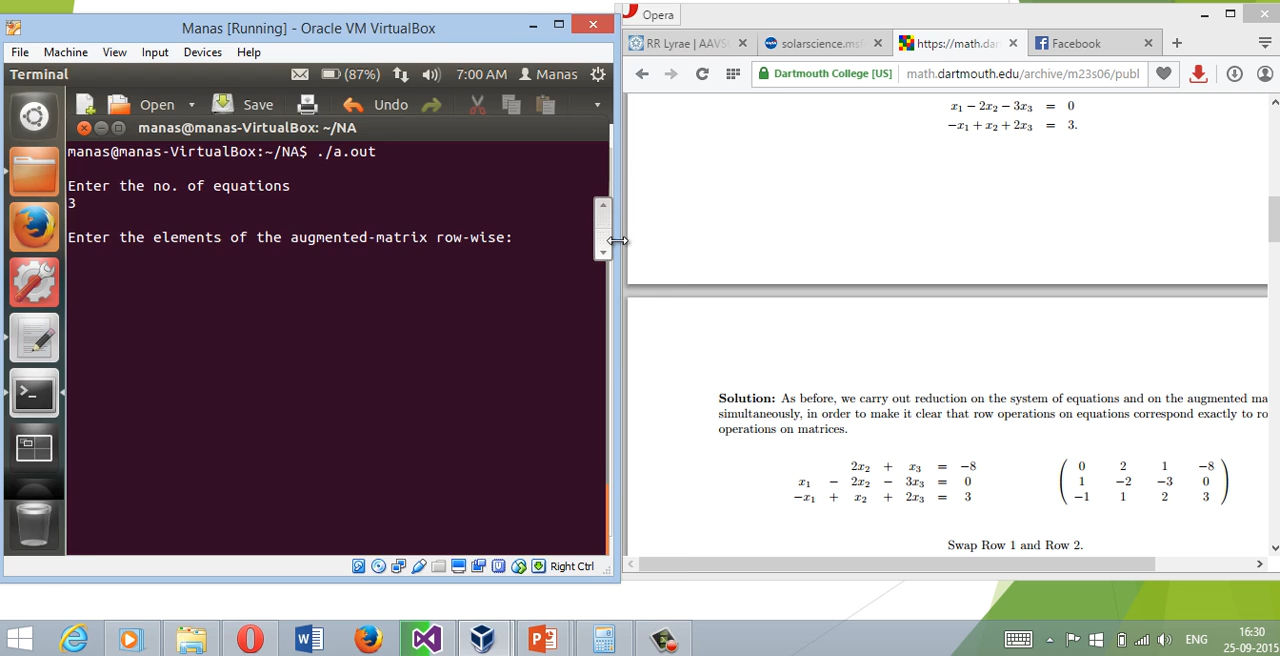 Manas [Running] - Oracle VM VirtualBox
File Machine View Input Devices Help
Terminal (87%) 7:00 AM Manas
Open Save Undo
manas@manas-VirtualBox: ~/NA
manas@manas-VirtualBox:~/NA$ ./a.out
Enter the no. of equations
3
Enter the elements of the augmented-matrix row-wise:
Right Ctrl
Opera
RR Lyrae | AAVS
solarscience.msf
https://math.dar
Facebook
Dartmouth College [US] math.dartmouth.edu/archive/m23s06/publ
x₁ − 2x₂ − 3x₃ = 0
−x₁ + x₂ + 2x₃ = 3.
Solution: As before, we carry out reduction on the system of equations and on the augmented ma
simultaneously, in order to make it clear that row operations on equations correspond exactly to ro
operations on matrices.
2x₂ + x₃ = −8
x₁ − 2x₂ − 3x₃ = 0
−x₁ + x₂ + 2x₃ = 3
0 2 1 −8
1 −2 −3 0
−1 1 2 3
Swap Row 1 and Row 2.
ENG
16:30
25-09-2015